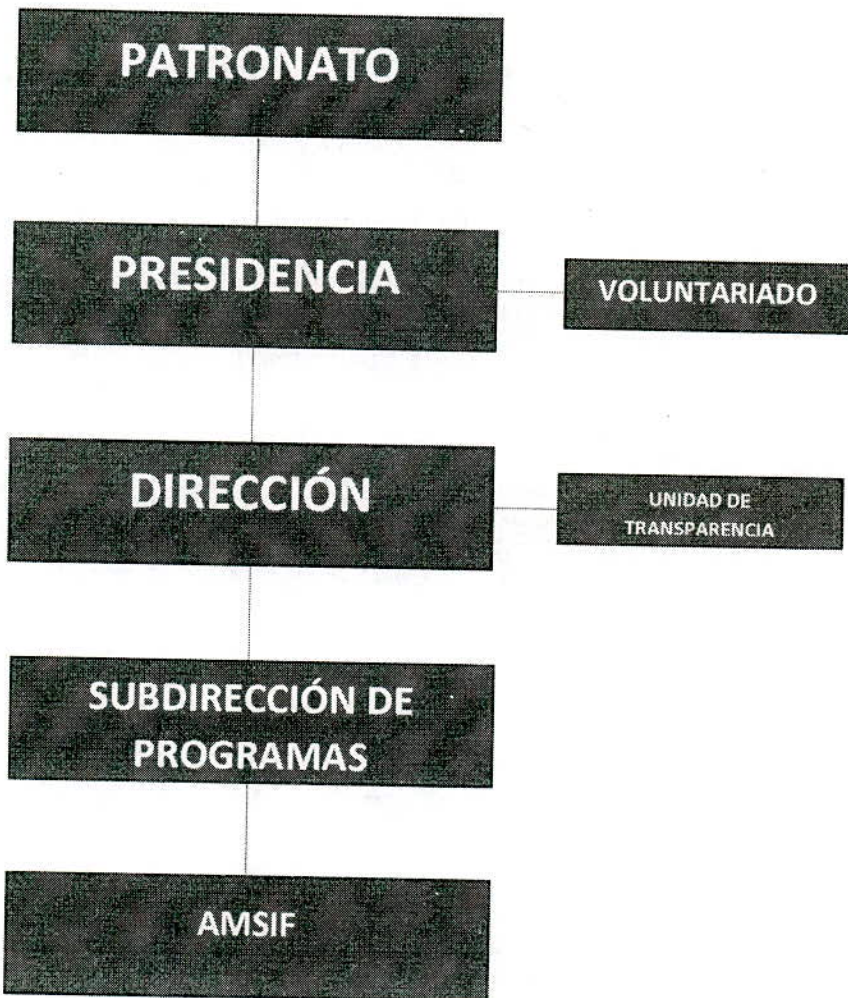 PATRONATO
PRESIDENCIA
VOLUNTARIADO
DIRECCIÓN
UNIDAD DE
TRANSPARENCIA
SUBDIRECCIÓN DE
PROGRAMAS
AMSIF